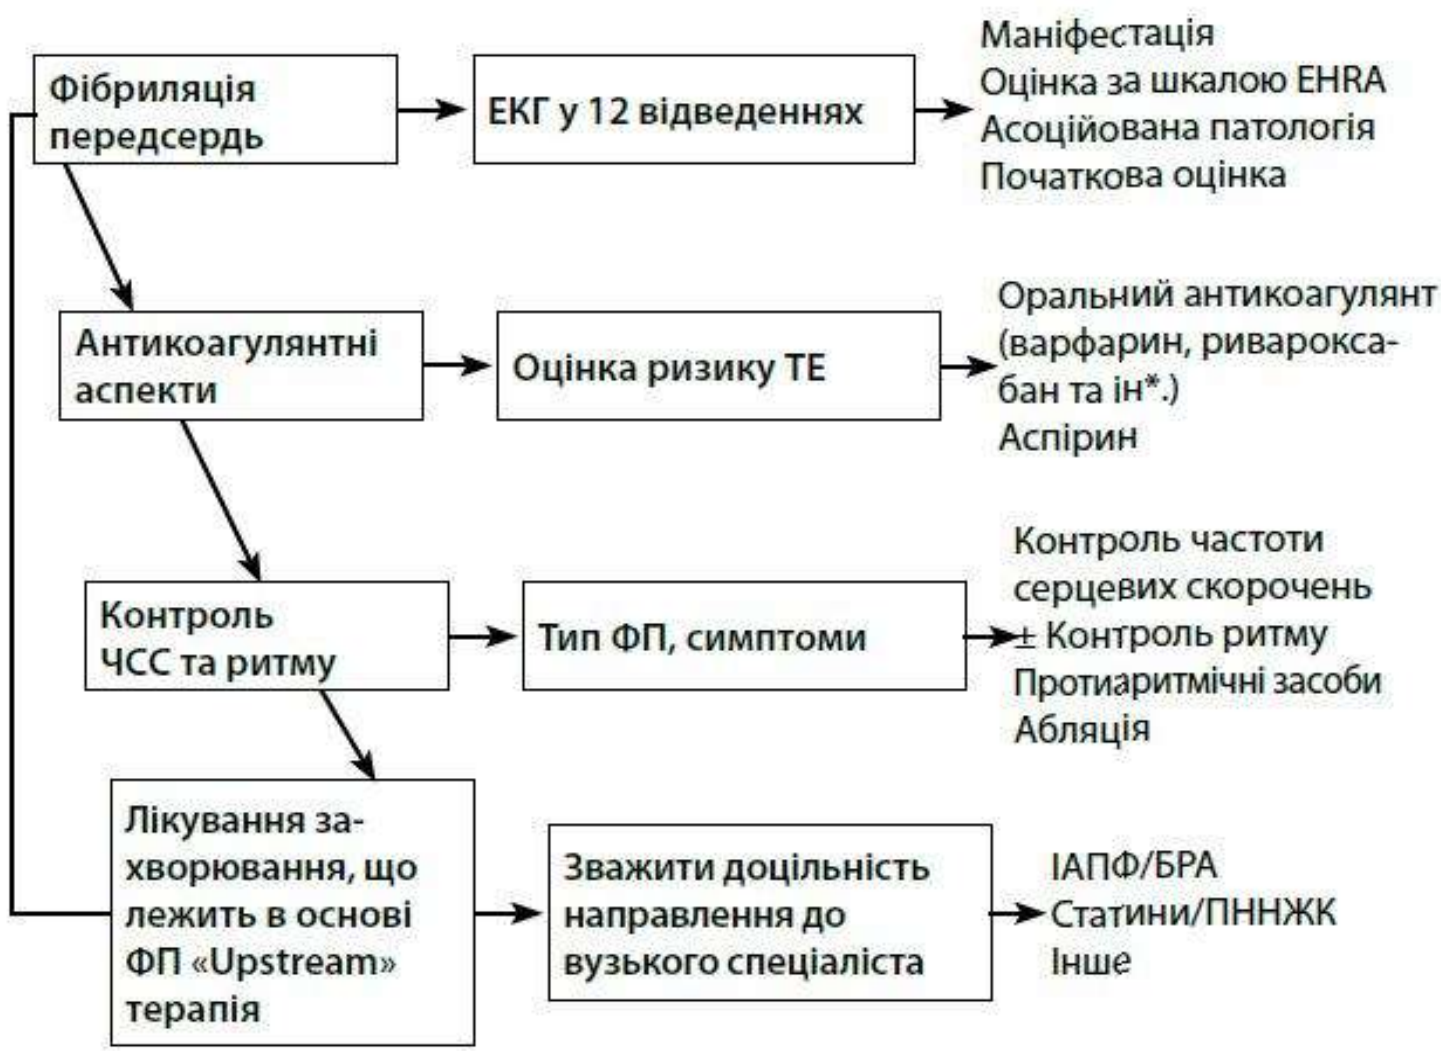 Фібриляція
передсердь
ЕКГ у 12 відведеннях
Маніфестація
Оцінка за шкалою EHRA
Асоційована патологія
Початкова оцінка
Антикоагулянтні
аспекти
Оцінка ризику ТЕ
Оральний антикоагулянт
(варфарин, ривароксa-
бан та ін*.)
Аспірин
Контроль
ЧСС та ритму
Тип ФП, симптоми
Контроль частоти
серцевих скорочень
± Контроль ритму
Протиаритмічні засоби
Абляція
Лікування за-
хворювання, що
лежить в основі
ФП «Upstream»
терапія
Зважити доцільність
направлення до
вузького спеціаліста
ІАПФ/БРА
Статини/ПННЖК
Інше